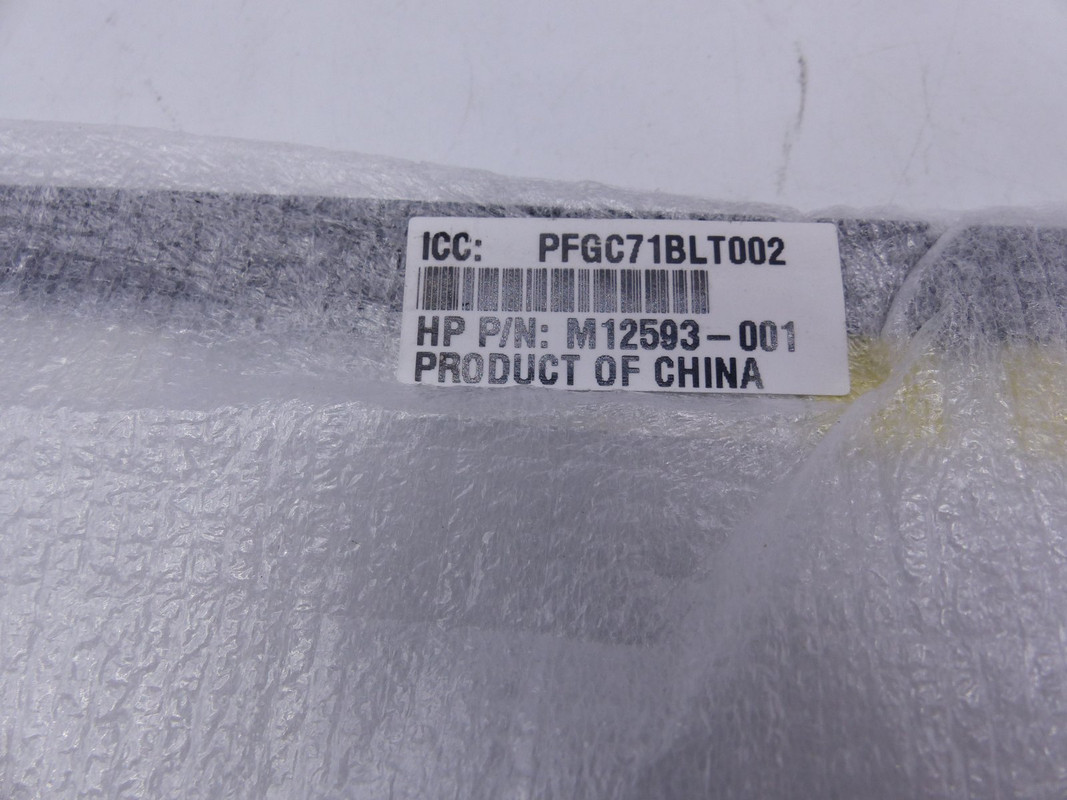 ICC: PFGC71BLT002
HP P/N: M12593-001
PRODUCT OF CHINA